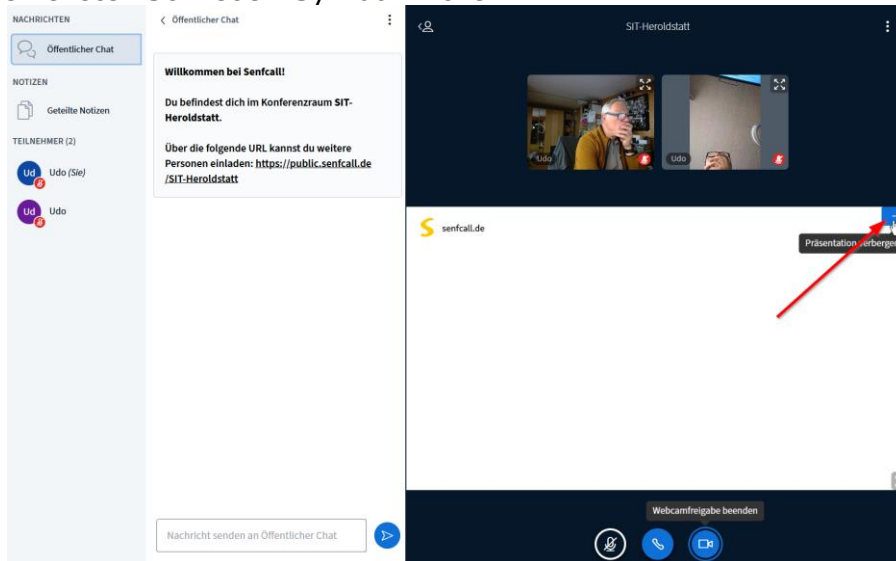 NACHRICHTEN
Öffentlicher Chat
NOTIZEN
Geteilte Notizen
TEILNEHMER (2)
Ud Udo (Sie)
Ud Udo
Öffentlicher Chat
Willkommen bei Senfcall!
Du befindest dich im Konferenzraum SIT-
Heroldstatt.
Über die folgende URL kannst du weitere
Personen einladen: https://public.senfcall.de
/SIT-Heroldstatt
Nachricht senden an Öffentlicher Chat
SIT-Heroldstatt
Udo
Udo
senfcall.de
Präsentation verbergen
Webcamfreigabe beenden